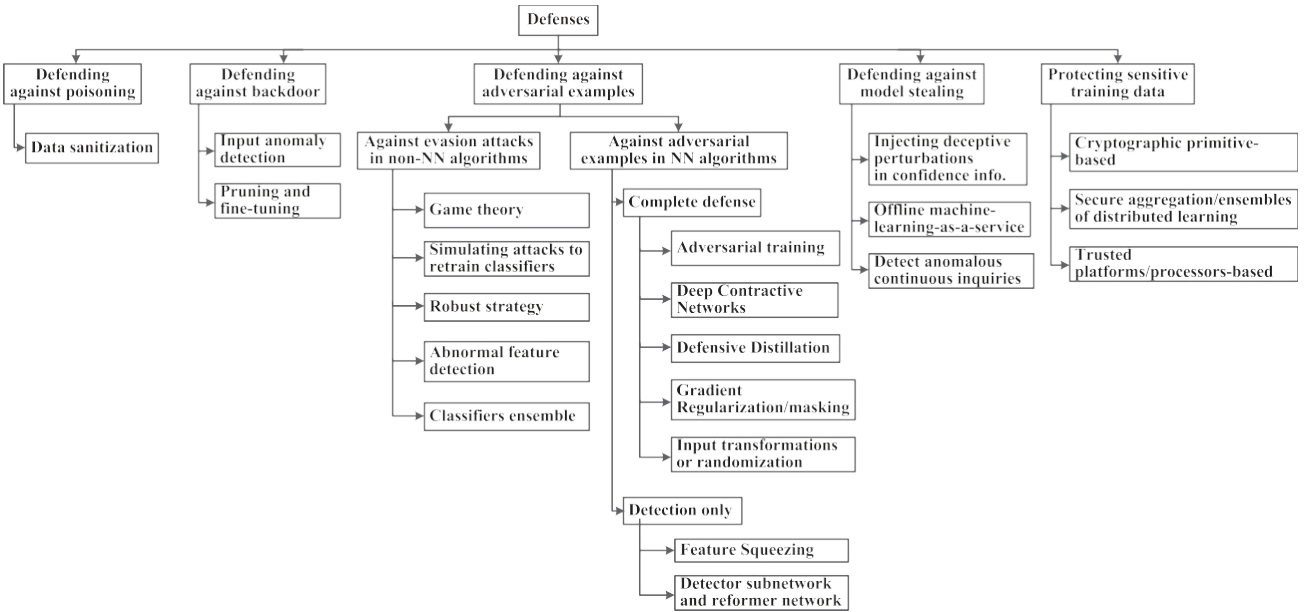 Defenses
Defending
against poisoning
Data sanitization
Defending
against backdoor
Input anomaly
detection
Pruning and
fine-tuning
Defending against
adversarial examples
Against evasion attacks
in non-NN algorithms
Game theory
Simulating attacks to
retrain classifiers
Robust strategy
Abnormal feature
detection
Classifiers ensemble
Against adversarial
examples in NN algorithms
Complete defense
Adversarial training
Deep Contractive
Networks
Defensive Distillation
Gradient
Regularization/masking
Input transformations
or randomization
Detection only
Feature Squeezing
Detector subnetwork
and reformer network
Defending against
model stealing
Injecting deceptive
perturbations
in confidence info.
Offline machine-
learning-as-a-service
Detect anomalous
continuous inquiries
Protecting sensitive
training data
Cryptographic primitive-
based
Secure aggregation/ensembles
of distributed learning
Trusted
platforms/processors-based